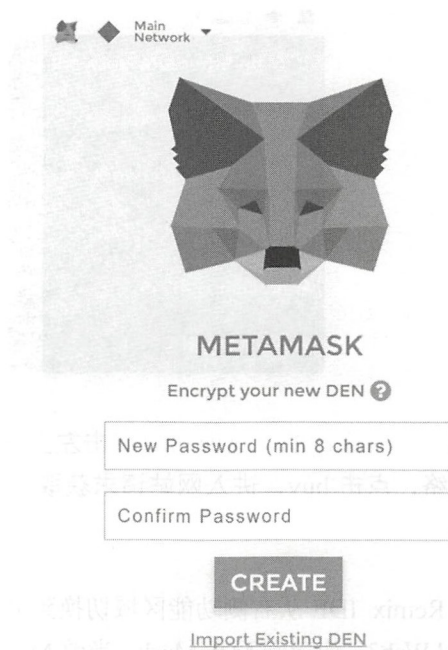 Main
Network
METAMASK
Encrypt your new DEN ?
New Password (min 8 chars)
Confirm Password
CREATE
Import Existing DEN